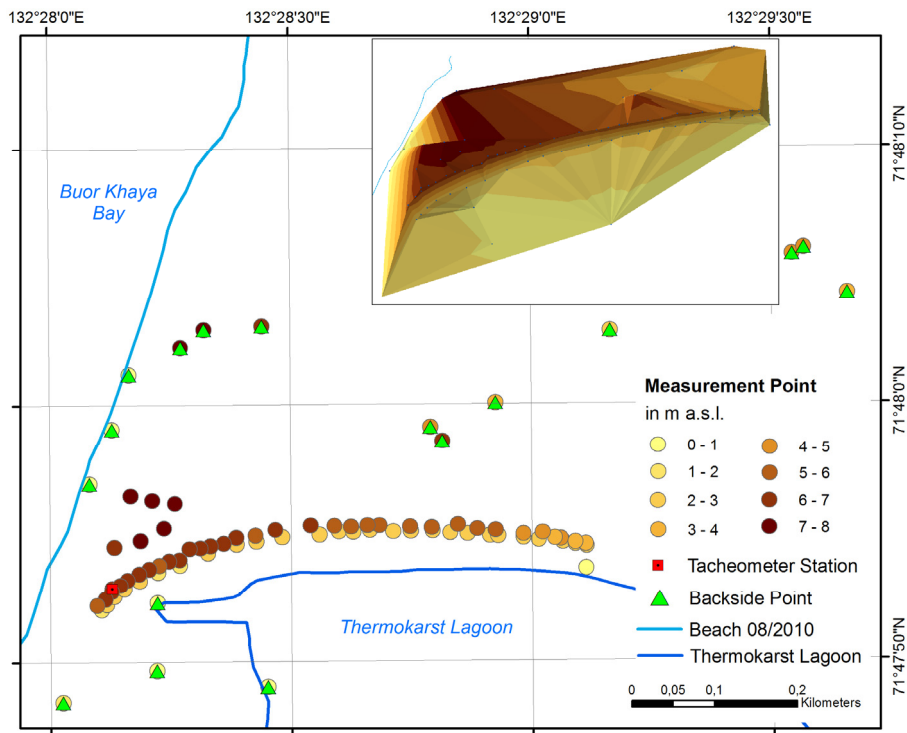 132°28'0"E 132°28'0"E 132°29'0"E 132°29'0"E
71°48'10"N
Buor Khaya
Bay
71°48'0"N
Measurement Point
in m a.s.l.
0 - 1 4 - 5
1 - 2 5 - 6
2 - 3 6 - 7
3 - 4 7 - 8
Tacheometer Station
Backside Point
Beach 08/2010
Thermokarst Lagoon
Thermokarst Lagoon
71°47'50"N
0 0,05 0,1 0,2
Kilometers